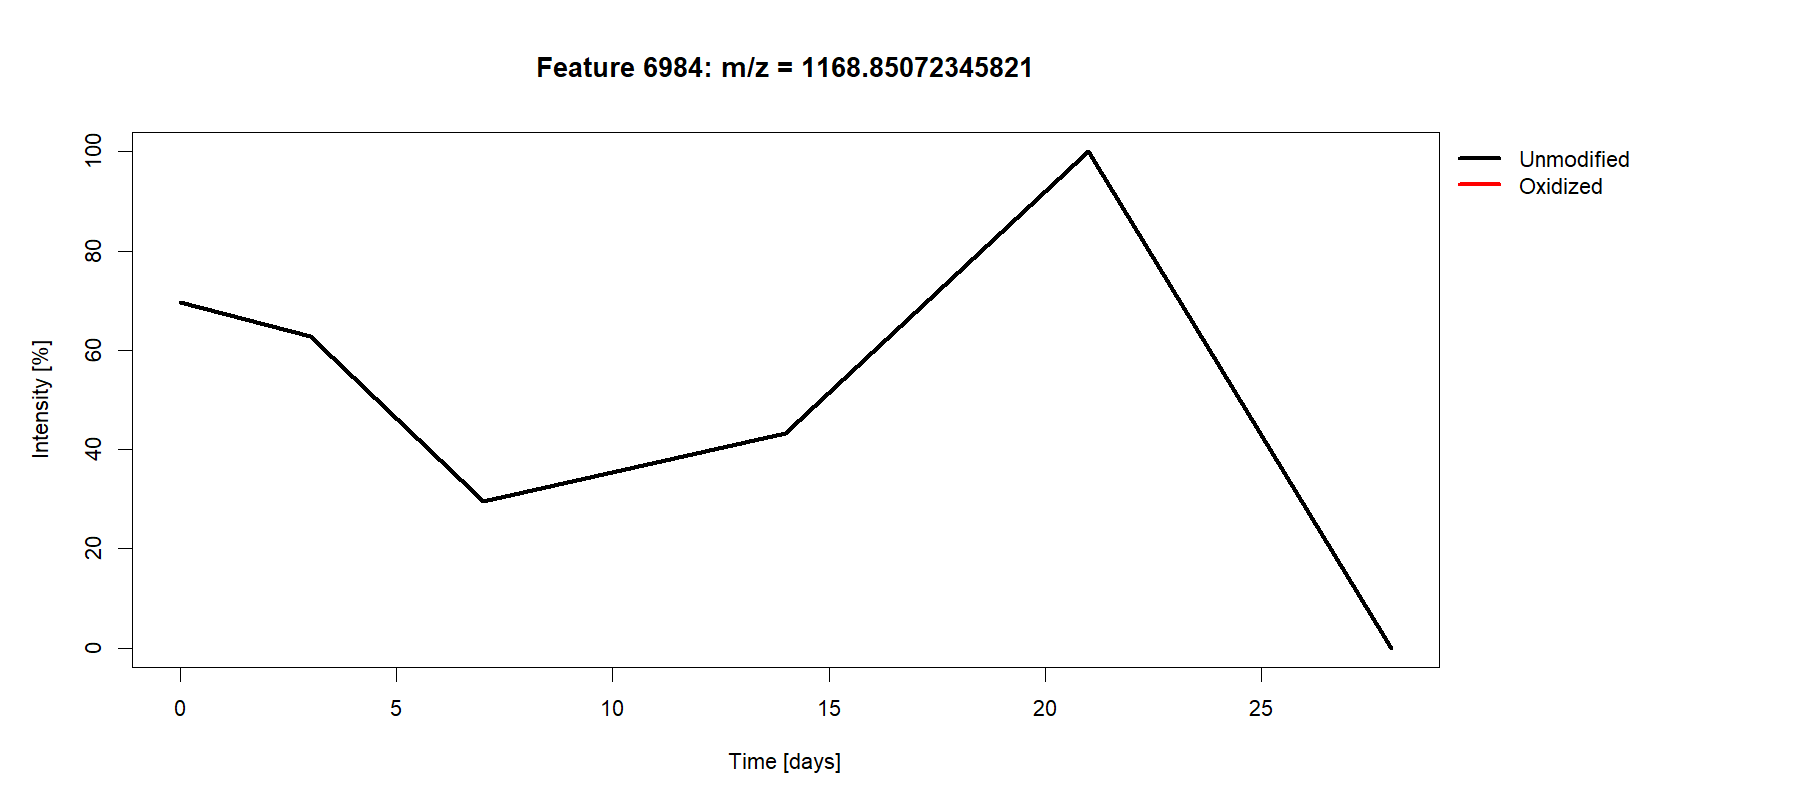 Feature 6984: m/z = 1168.85072345821
Unmodified
Oxidized
Intensity [%]
100
80
60
40
20
0
0 5 10 15 20 25
Time [days]